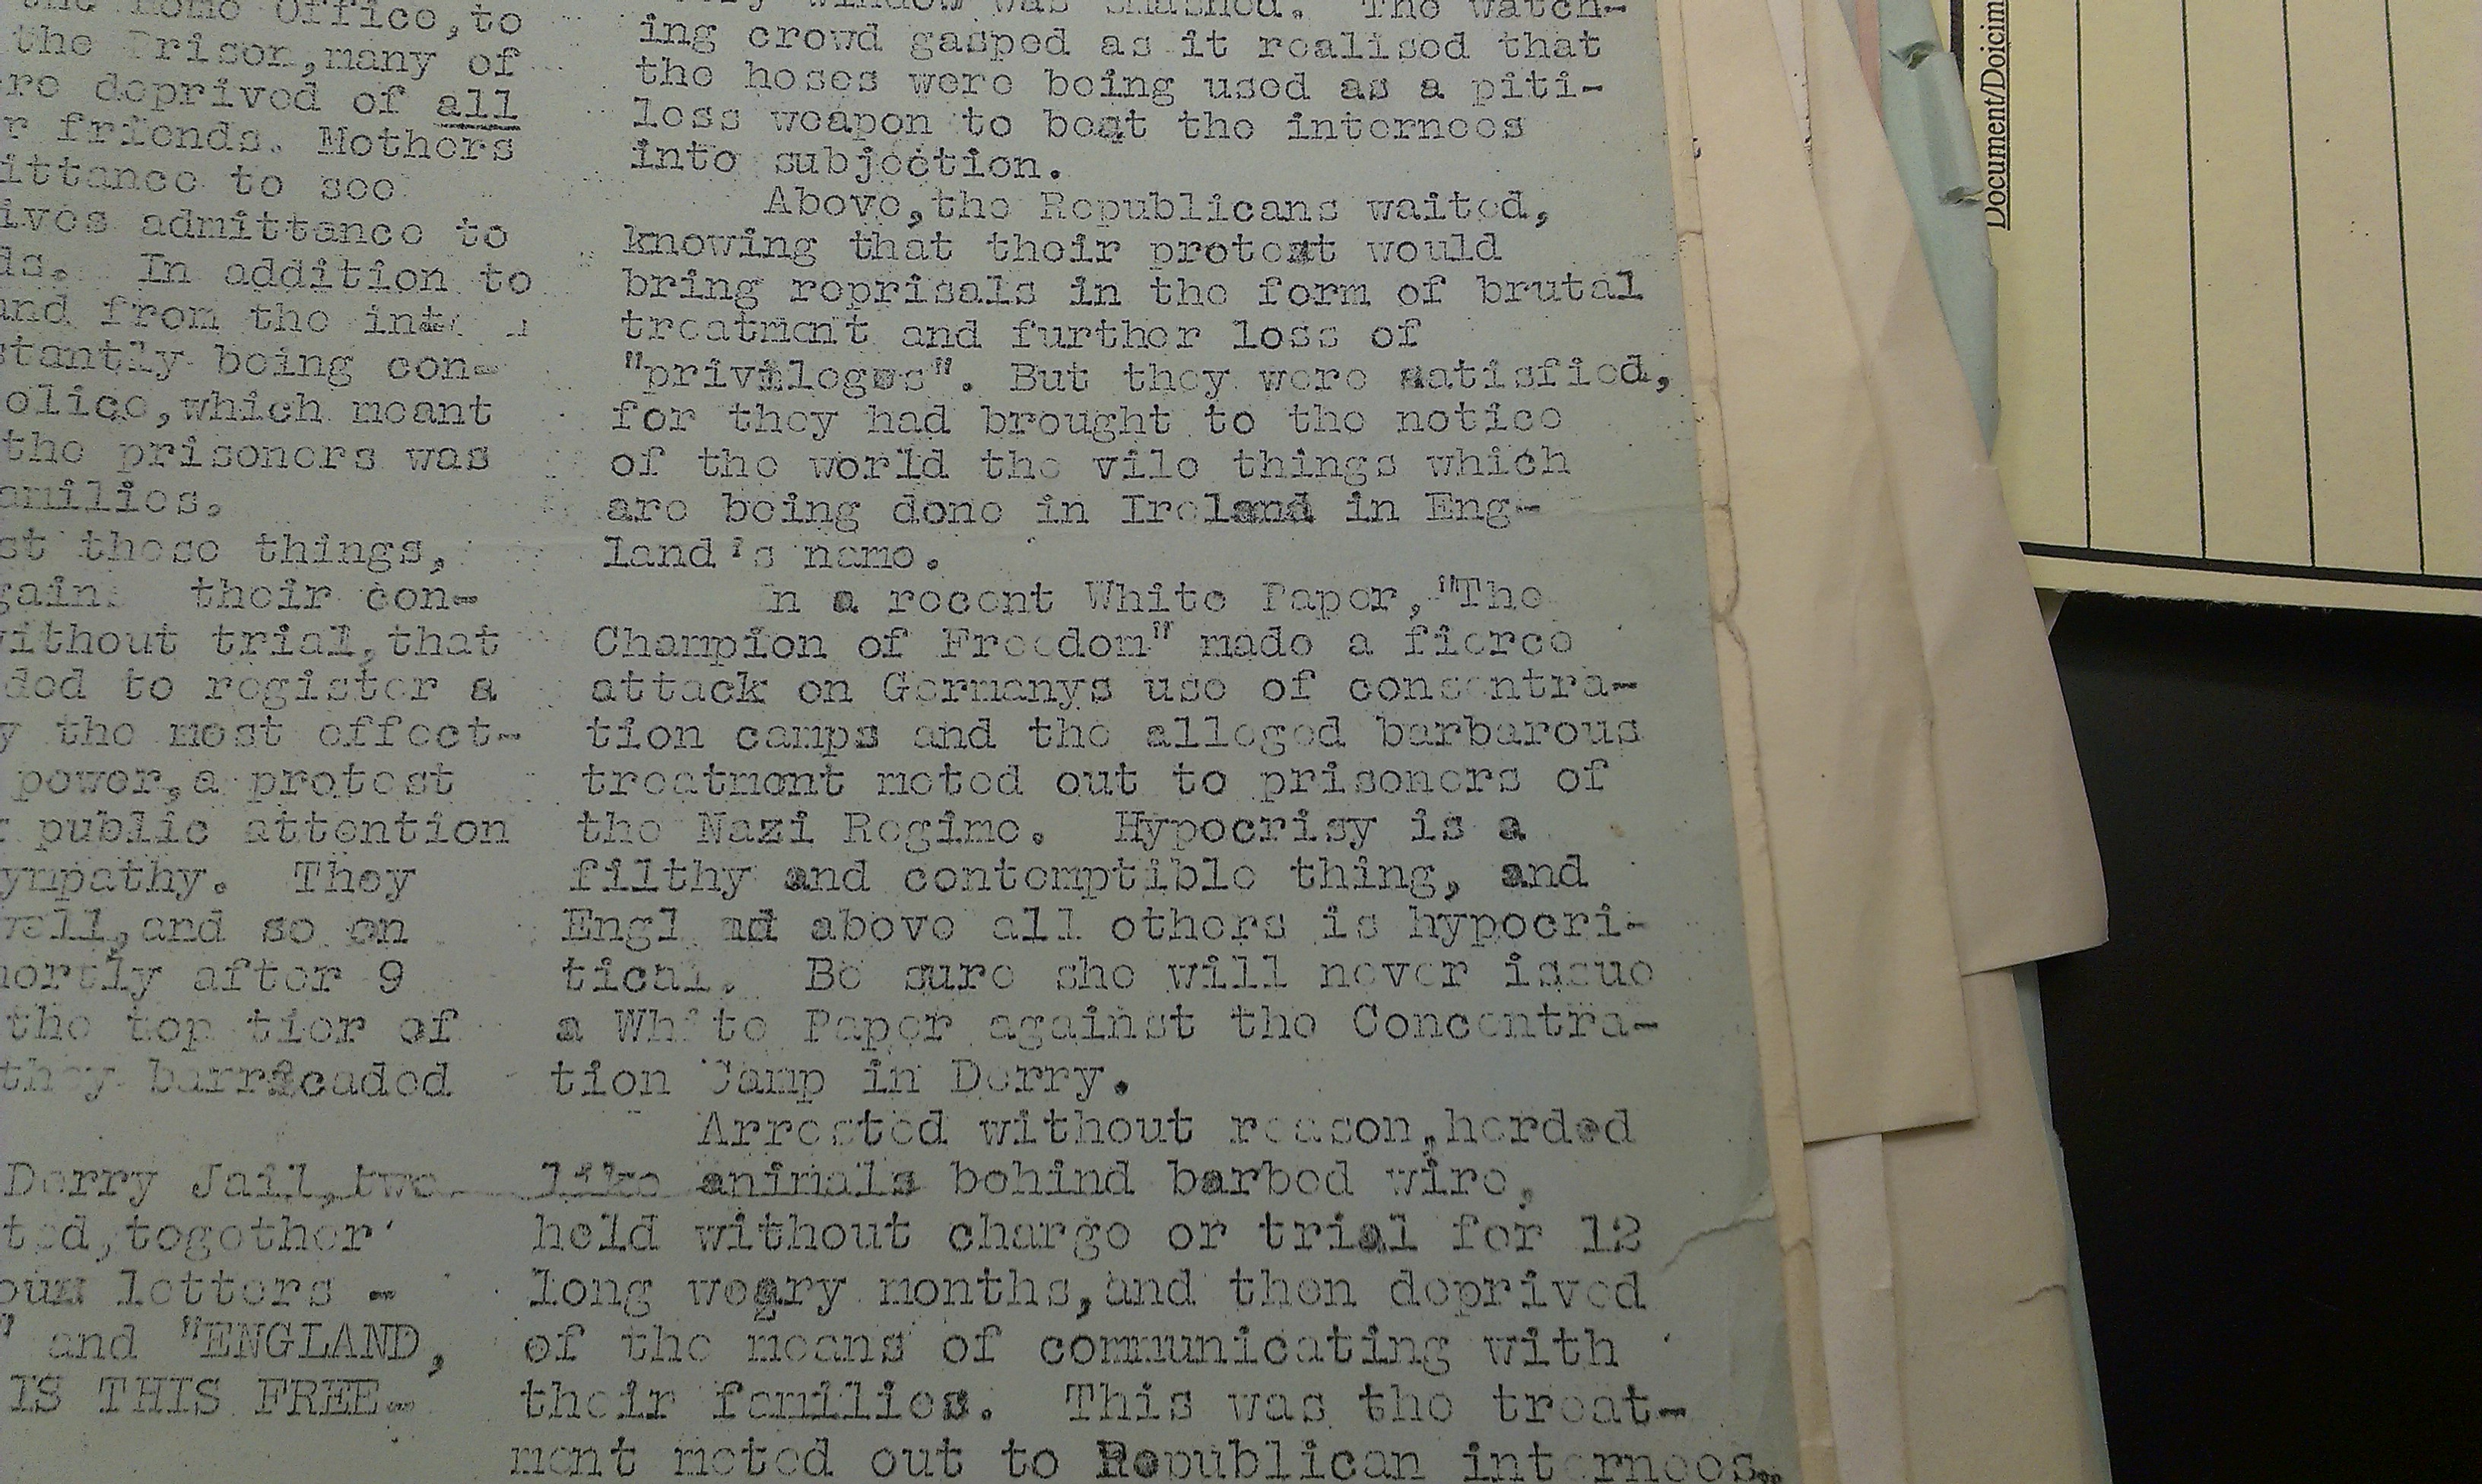 the Home Office,to
the Prison,many of
re deprived of all
r friends. Mothers
ittance to see
ives admittance to
ds. In addition to
and from the
stantly being con-
olice,which meant
the prisoners was
amilies.
st these things,
their con-
without trial,that
ded to register a
y the most effect-
power,a protest
r public attention
ympathy. They
well,and so on
hortly after 9
the top tier of
they barricaded
Derry Jail,two
ted,together
ous letters -
" and "ENGLAND,
IS THIS FREE-
window was smashed. The watch-
ing crowd gasped as it realised that
the hoses were being used as a piti-
less weapon to beat the internees
into subjection.
Above,the Republicans waited,
knowing that their protest would
bring reprisals in the form of brutal
treatment and further loss of
"privileges". But they were satisfied,
for they had brought to the notice
of the world the vile things which
are being done in Ireland in Eng-
land's name.
In a recent White Paper,"The
Champion of Freedom" made a fierce
attack on Germanys use of consentra-
tion camps and the alleged barbarous
treatment meted out to prisoners of
the Nazi Regime. Hypocrisy is a
filthy and contemptible thing, and
England above all others is hypocri-
tical. Be sure she will never issue
a White Paper against the Concentra-
tion Camp in Derry.
Arrested without reason,herded
like animals behind barbed wire,
held without charge or trial for 12
long weary months,and then deprived
of the means of communicating with
their families. This was the treat-
ment meted out to Republican internees.
Document/Doicim